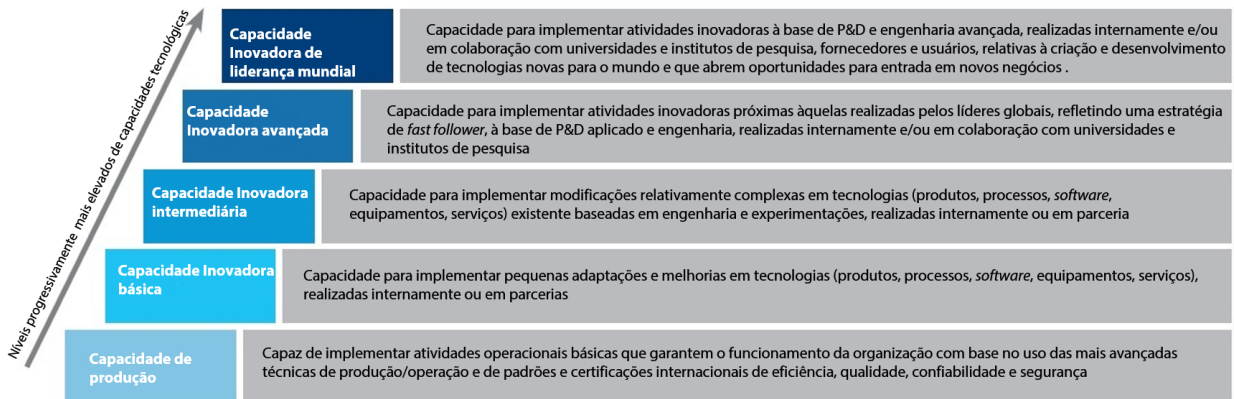 Níveis progressivamente mais elevados de capacidades tecnológicas
Capacidade
Inovadora de
liderança mundial
Capacidade para implementar atividades inovadoras à base de P&D e engenharia avançada, realizadas internamente e/ou
em colaboração com universidades e institutos de pesquisa, fornecedores e usuários, relativas à criação e desenvolvimento
de tecnologias novas para o mundo e que abrem oportunidades para entrada em novos negócios .
Capacidade
Inovadora avançada
Capacidade para implementar atividades inovadoras próximas àquelas realizadas pelos líderes globais, refletindo uma estratégia
de fast follower, à base de P&D aplicado e engenharia, realizadas internamente e/ou em colaboração com universidades e
institutos de pesquisa
Capacidade Inovadora
intermediária
Capacidade para implementar modificações relativamente complexas em tecnologias (produtos, processos, software,
equipamentos, serviços) existente baseadas em engenharia e experimentações, realizadas internamente ou em parceria
Capacidade Inovadora
básica
Capacidade para implementar pequenas adaptações e melhorias em tecnologias (produtos, processos, software, equipamentos, serviços),
realizadas internamente ou em parcerias
Capacidade de
produção
Capaz de implementar atividades operacionais básicas que garantem o funcionamento da organização com base no uso das mais avançadas
técnicas de produção/operação e de padrões e certificações internacionais de eficiência, qualidade, confiabilidade e segurança